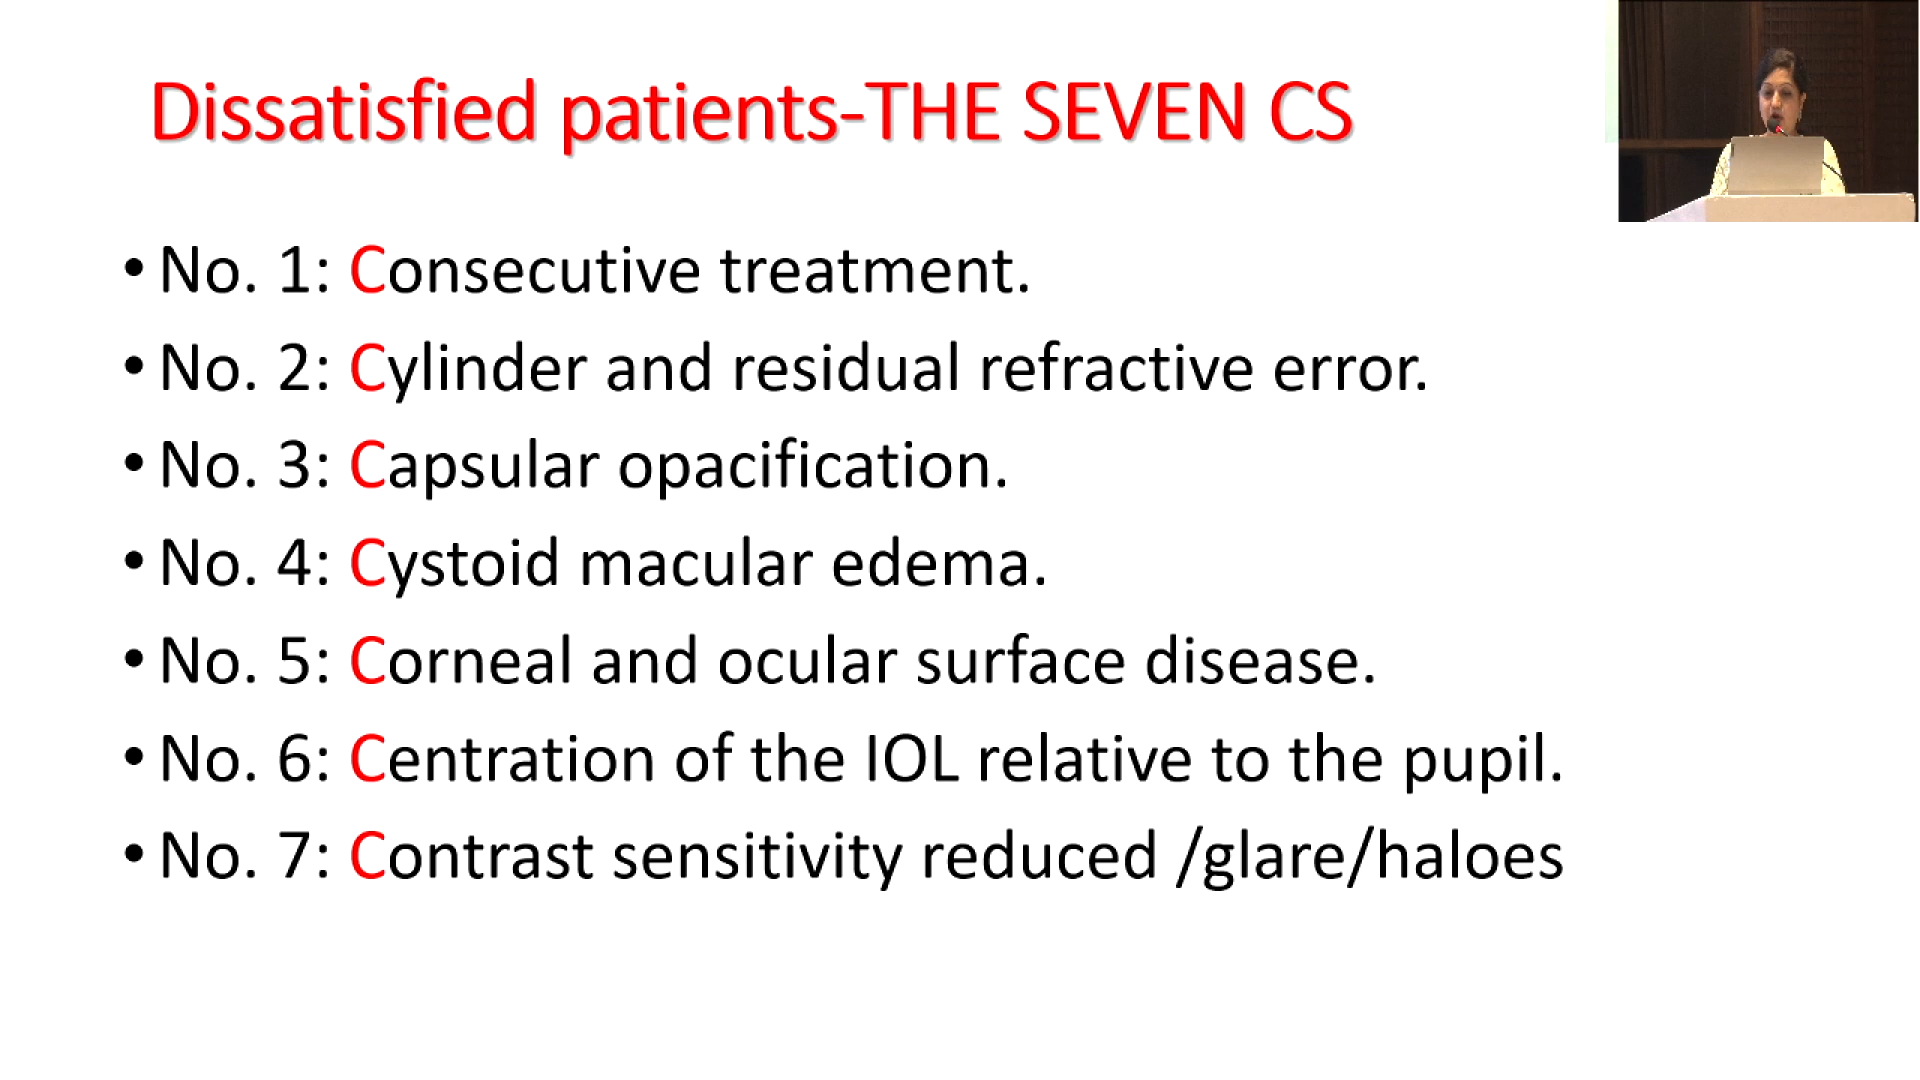 Dissatisfied patients-THE SEVEN CS
• No. 1: Consecutive treatment.
• No. 2: Cylinder and residual refractive error.
• No. 3: Capsular opacification.
• No. 4: Cystoid macular edema.
• No. 5: Corneal and ocular surface disease.
• No. 6: Centration of the IOL relative to the pupil.
• No. 7: Contrast sensitivity reduced /glare/haloes